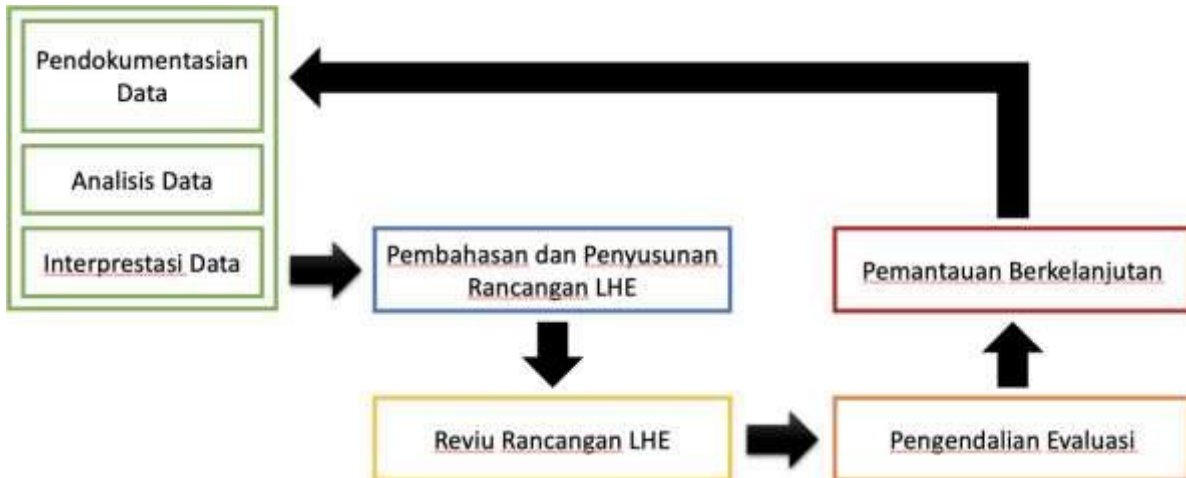 Pendokumentasian
Data
Analisis Data
Interprestasi Data
Pembahasan dan Penyusunan
Rancangan LHE
Reviu Rancangan LHE
Pengendalian Evaluasi
Pemantauan Berkelanjutan